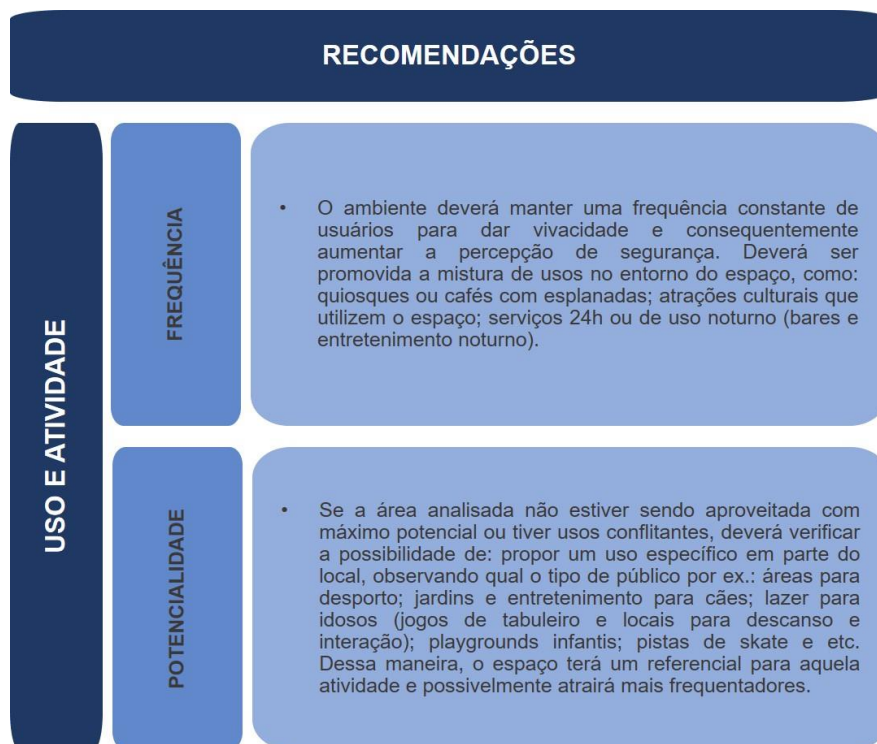 RECOMENDAÇÕES
USO E ATIVIDADE
FREQUÊNCIA
• O ambiente deverá manter uma frequência constante de
usuários para dar vivacidade e consequentemente
aumentar a percepção de segurança. Deverá ser
promovida a mistura de usos no entorno do espaço, como:
quiosques ou cafés com esplanadas; atrações culturais que
utilizem o espaço; serviços 24h ou de uso noturno (bares e
entretenimento noturno).
POTENCIALIDADE
• Se a área analisada não estiver sendo aproveitada com
máximo potencial ou tiver usos conflitantes, deverá verificar
a possibilidade de: propor um uso específico em parte do
local, observando qual o tipo de público por ex.: áreas para
desporto; jardins e entretenimento para cães; lazer para
idosos (jogos de tabuleiro e locais para descanso e
interação); playgrounds infantis; pistas de skate e etc.
Dessa maneira, o espaço terá um referencial para aquela
atividade e possivelmente atrairá mais frequentadores.